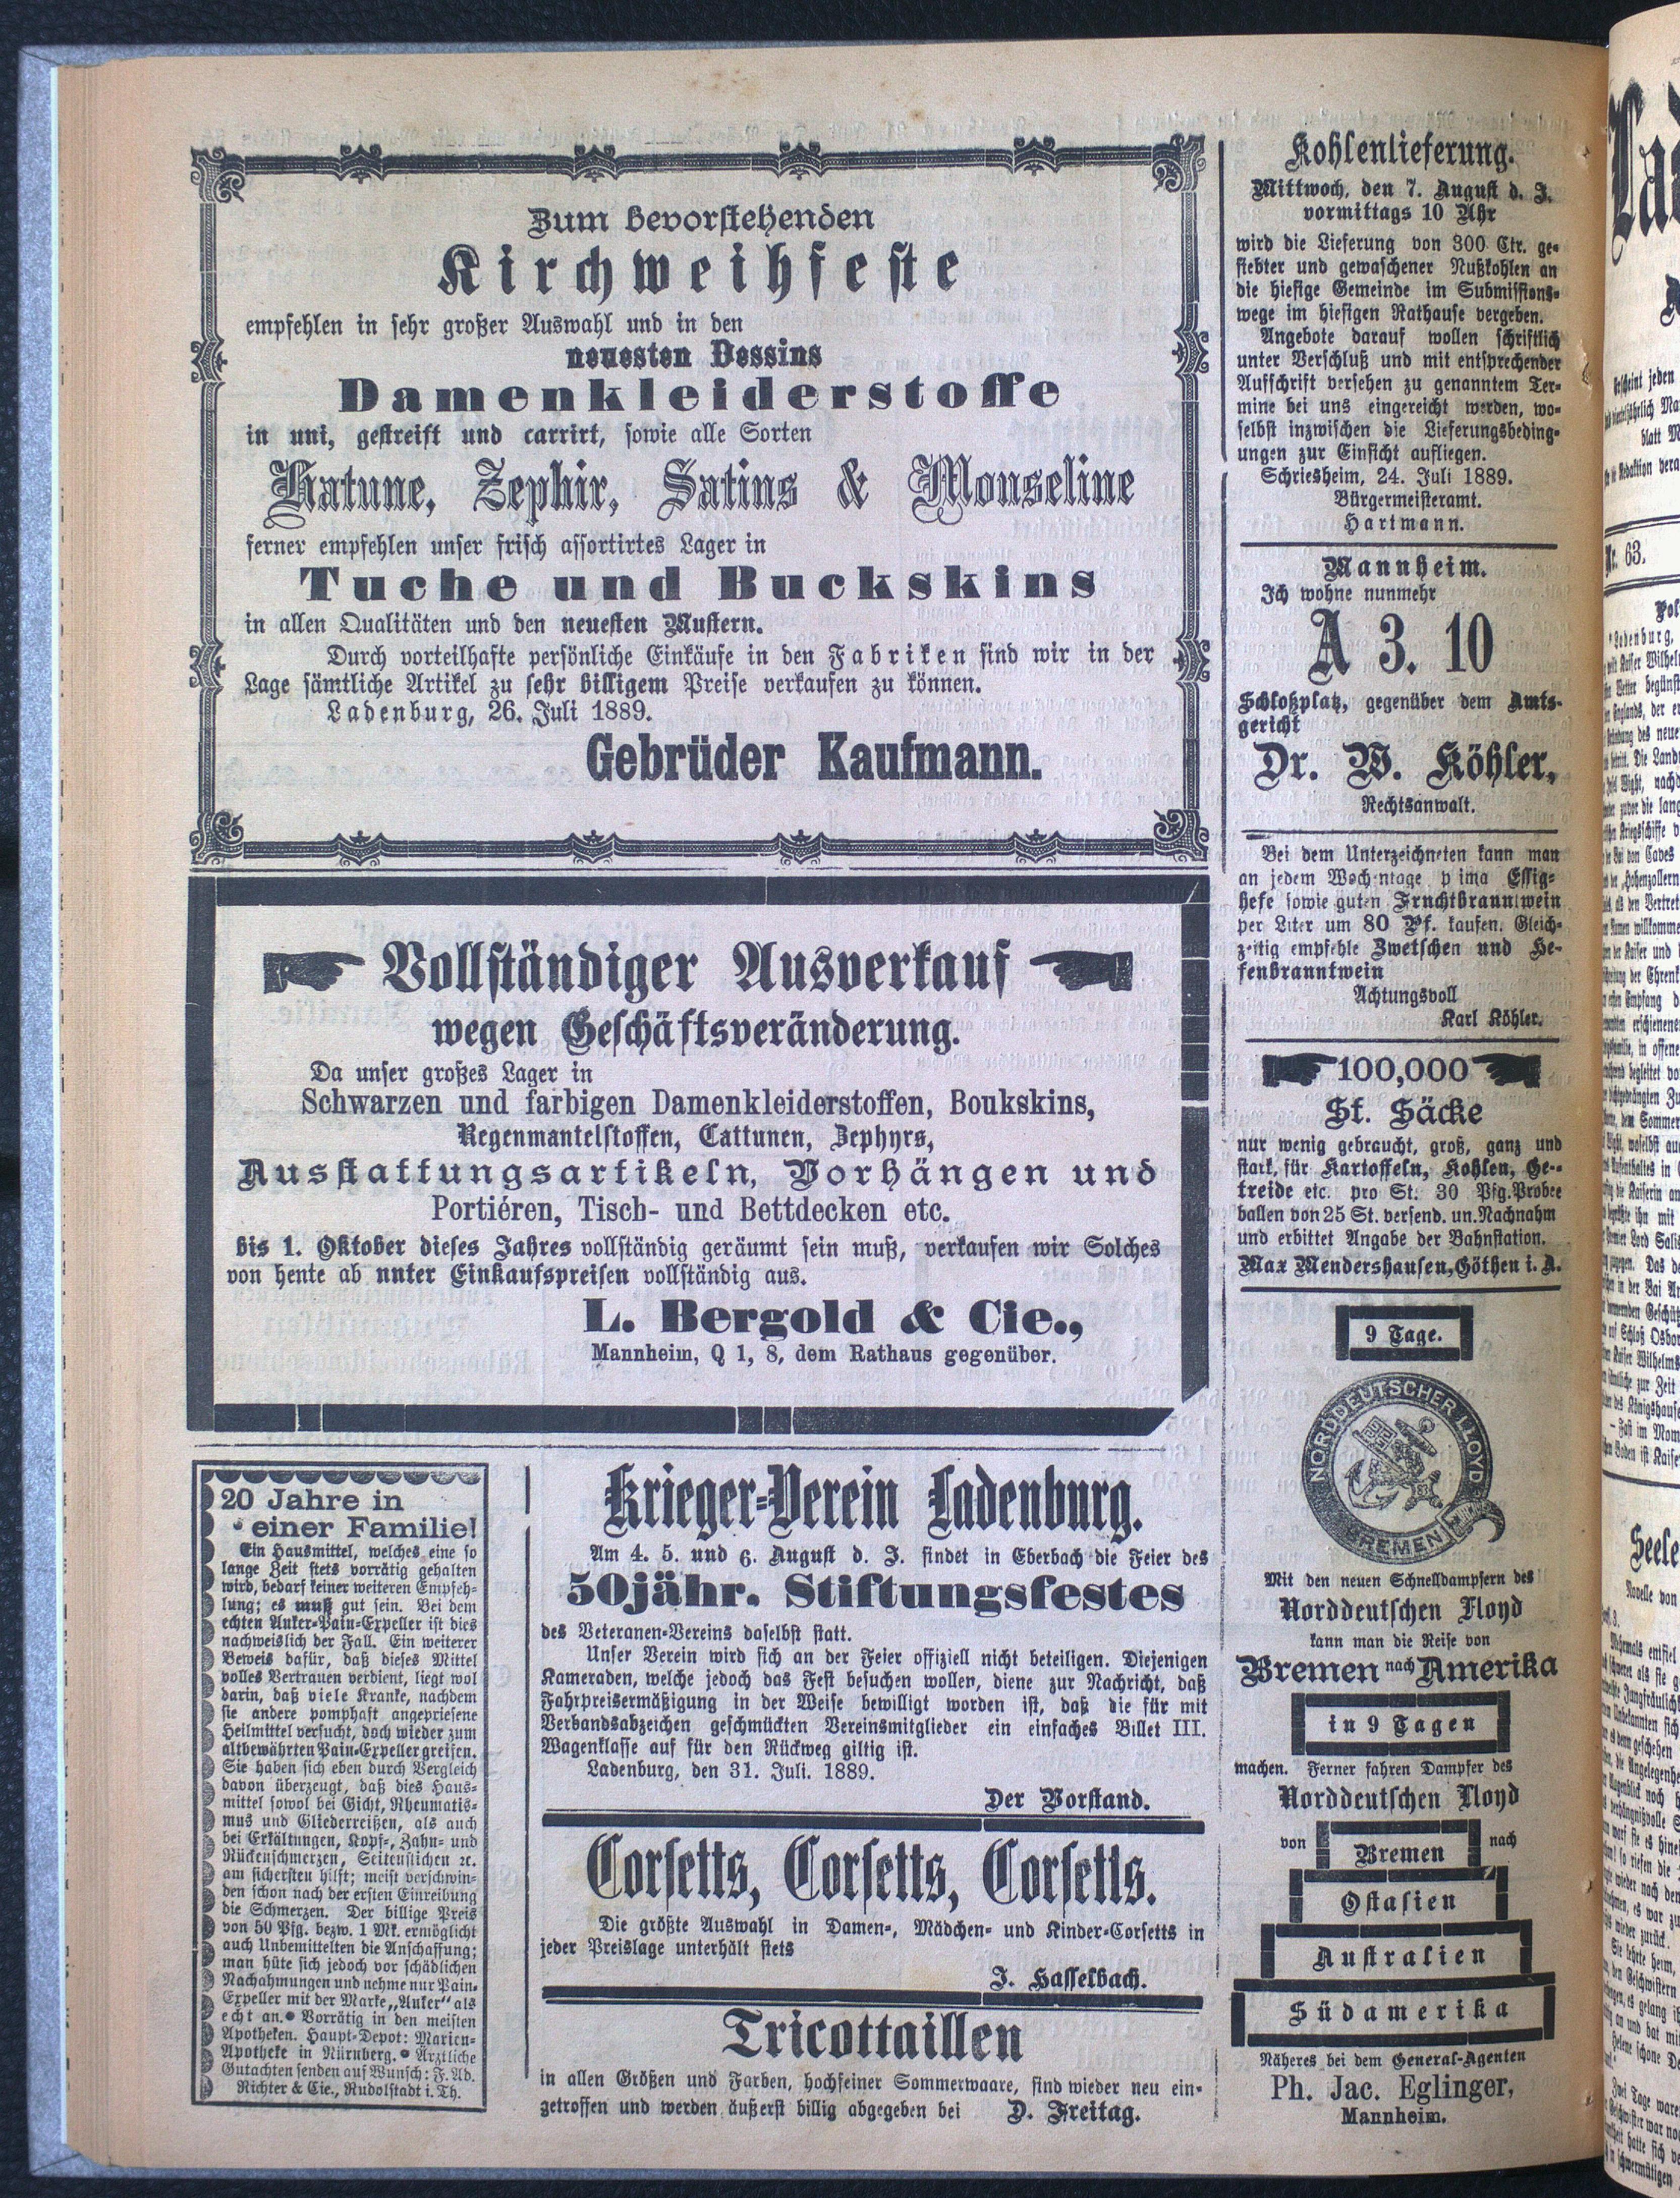 Zum bevorstehenden
Kirchweihfeste
empfehlen in sehr großer Auswahl und in den
neuesten Dessins
Damenkleiderstoffe
in uni, gestreift und carrirt, sowie alle Sorten
Katune, Zephir, Satins & Mouseline
ferner empfehlen unser frisch assortirtes Lager in
Tuche und Buckskins
in allen Qualitäten und den neuesten Mustern.
Durch vorteilhafte persönliche Einkäufe in den Fabriken sind wir in der
Lage sämtliche Artikel zu sehr billigem Preise verkaufen zu können.
Ladenburg, 26. Juli 1889.
Gebrüder Kaufmann.
Vollständiger Ausverkauf
wegen Geschäftsveränderung.
Da unser großes Lager in
Schwarzen und farbigen Damenkleiderstoffen, Boukskins,
Regenmantelstoffen, Cattunen, Zephyrs,
Ausstattungsartikeln, Vorhängen und
Portiéren, Tisch- und Bettdecken etc.
bis 1. Oktober dieses Jahres vollständig geräumt sein muß, verkaufen wir Solches
von heute ab unter Einkaufspreisen vollständig aus.
L. Bergold & Cie.,
Mannheim, Q 1, 8, dem Rathaus gegenüber.
20 Jahre in
einer Familie!
Ein Hausmittel, welches eine so
lange Zeit stets vorrätig gehalten
wird, bedarf keiner weiteren Empfeh-
lung; es muß gut sein. Bei dem
echten Anker-Pain-Expeller ist dies
nachweislich der Fall. Ein weiterer
Beweis dafür, daß dieses Mittel
volles Vertrauen verdient, liegt wol
darin, daß viele Kranke, nachdem
sie andere pomphaft angepriesene
Heilmittel versucht, doch wieder zum
altbewährten Pain-Expeller greifen.
Sie haben sich eben durch Vergleich
davon überzeugt, daß dies Haus-
mittel sowol bei Gicht, Rheumatis-
mus und Gliederreißen, als auch
bei Erkältungen, Kopf-, Zahn- und
Rückenschmerzen, Seitenstichen ꝛc.
am sichersten hilft; meist verschwin-
den schon nach der ersten Einreibung
die Schmerzen. Der billige Preis
von 50 Pfg. bezw. 1 Mk. ermöglicht
auch Unbemittelten die Anschaffung;
man hüte sich jedoch vor schädlichen
Nachahmungen und nehme nur Pain-
Expeller mit der Marke „Anker" als
echt an. Vorrätig in den meisten
Apotheken. Haupt-Depot: Marien-
Apotheke in Nürnberg. Ärztliche
Gutachten senden auf Wunsch: F. Ad.
Richter & Cie., Rudolstadt i. Th.
Krieger-Verein Ladenburg.
Am 4. 5. und 6. August d. J. findet in Eberbach die Feier des
50jähr. Stiftungsfestes
des Veteranen-Vereins daselbst statt.
Unser Verein wird sich an der Feier offiziell nicht beteiligen. Diejenigen
Kameraden, welche jedoch das Fest besuchen wollen, diene zur Nachricht, daß
Fahrpreisermäßigung in der Weise bewilligt worden ist, daß die für mit
Verbandsabzeichen geschmückten Vereinsmitglieder ein einfaches Billet III.
Wagenklasse auf für den Rückweg giltig ist.
Ladenburg, den 31. Juli. 1889.
Der Vorstand.
Corsetts, Corsetts, Corsetts.
Die größte Auswahl in Damen-, Mädchen- und Kinder-Corsetts in
jeder Preislage unterhält stets
J. Hasselbach.
Tricottaillen
in allen Größen und Farben, hochfeiner Sommerwaare, sind wieder neu ein-
getroffen und werden äußerst billig abgegeben bei D. Freitag.
Kohlenlieferung.
Mittwoch, den 7. August d. J.
vormittags 10 Uhr
wird die Lieferung von 300 Ctr. ge-
siebter und gewaschener Nußkohlen an
die hiesige Gemeinde im Submissions-
wege im hiesigen Rathause vergeben.
Angebote darauf wollen schriftlich
unter Verschluß und mit entsprechender
Aufschrift versehen zu genanntem Ter-
mine bei uns eingereicht werden, wo-
selbst inzwischen die Lieferungsbeding-
ungen zur Einsicht aufliegen.
Schriesheim, 24. Juli 1889.
Bürgermeisteramt.
Hartmann.
Mannheim.
Ich wohne nunmehr
A 3. 10
Schloßplatz, gegenüber dem Amts-
gericht
Dr. W. Köhler,
Rechtsanwalt.
Bei dem Unterzeichneten kann man
an jedem Wochentage prima Essig-
hefe sowie guten Fruchtbranntwein
per Liter um 80 Pf. kaufen. Gleich-
zeitig empfehle Zwetschen und He-
fenbranntwein
Achtungsvoll
Karl Köhler.
100,000
St. Säcke
nur wenig gebraucht, groß, ganz und
stark, für Kartoffeln, Kohlen, Ge-
treide etc. pro St. 30 Pfg. Probe
ballen von 25 St. versend. un. Nachnahm
und erbittet Angabe der Bahnstation.
Max Mendershausen, Göthen i. A.
9 Tage.
NORDDEUTSCHER LLOYD
BREMEN
Mit den neuen Schnelldampfern des
Norddeutschen Lloyd
kann man die Reise von
Bremen nach Amerika
in 9 Tagen
machen. Ferner fahren Dampfer des
Norddeutschen Lloyd
von Bremen nach
Ostasien
Australien
Südamerika
Näheres bei dem General-Agenten
Ph. Jac. Eglinger,
Mannheim.
Nr. 63.